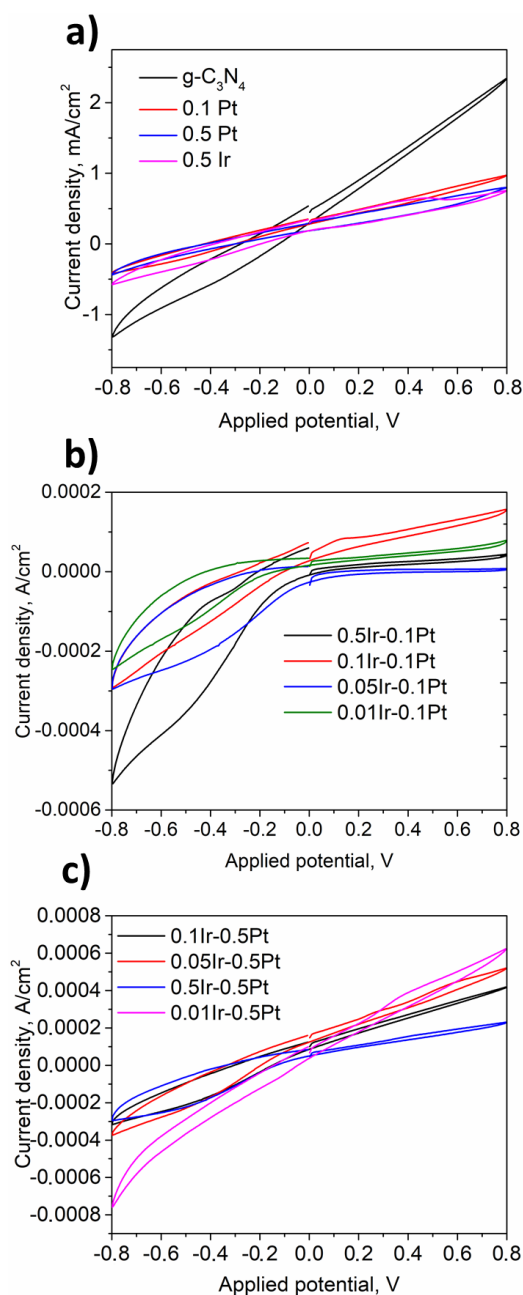 a)
g-C₃N₄
0.1 Pt
0.5 Pt
0.5 Ir
Current density, mA/cm²
2
1
0
-1
-0.8 -0.6 -0.4 -0.2 0.0 0.2 0.4 0.6 0.8
Applied potential, V
b)
0.0002
0.0000
-0.0002
-0.0004
-0.0006
Current density, A/cm²
0.5Ir-0.1Pt
0.1Ir-0.1Pt
0.05Ir-0.1Pt
0.01Ir-0.1Pt
-0.8 -0.6 -0.4 -0.2 0.0 0.2 0.4 0.6 0.8
Applied potential, V
c)
0.0008
0.0006
0.0004
0.0002
0.0000
-0.0002
-0.0004
-0.0006
-0.0008
Current density, A/cm²
0.1Ir-0.5Pt
0.05Ir-0.5Pt
0.5Ir-0.5Pt
0.01Ir-0.5Pt
-0.8 -0.6 -0.4 -0.2 0.0 0.2 0.4 0.6 0.8
Applied potential, V